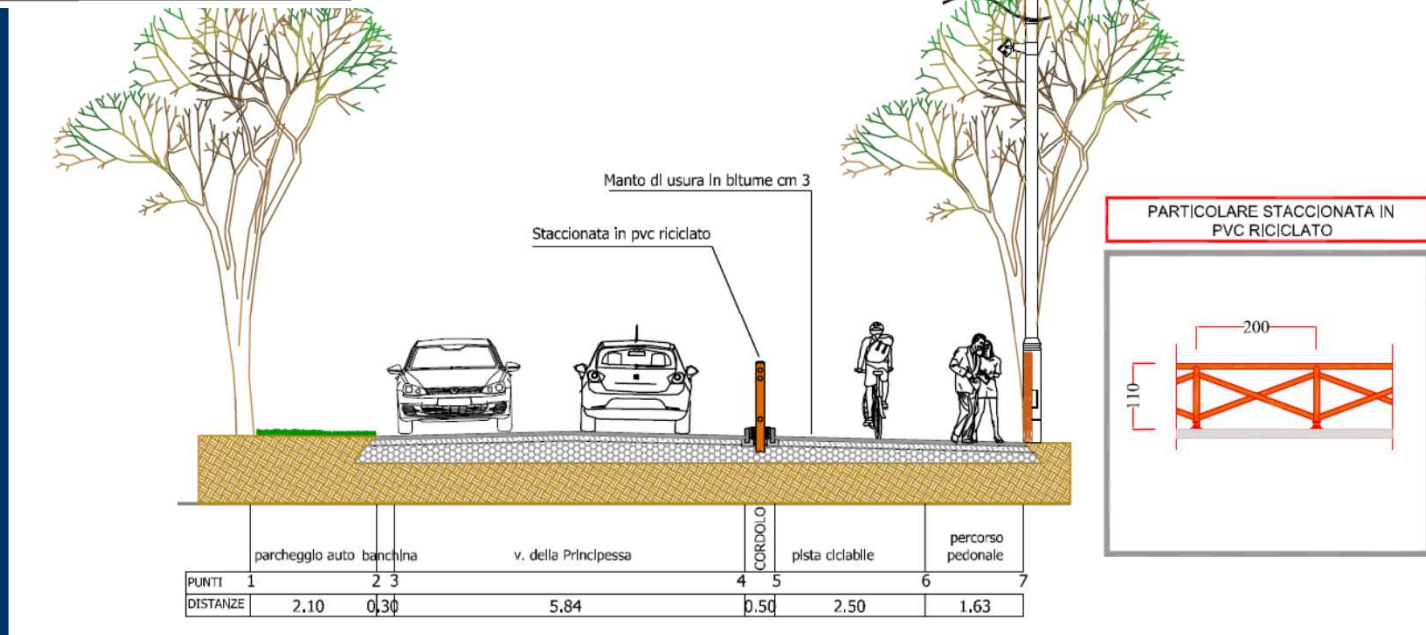 Manto di usura in bitume cm 3
Staccionata in pvc riciclato
PARTICOLARE STACCIONATA IN
PVC RICICLATO
200
110
parcheggio auto
banchina
v. della Principessa
CORDOLO
pista ciclabile
percorso
pedonale
PUNTI 1 2 3 4 5 6 7
DISTANZE 2.10 0.30 5.84 0.50 2.50 1.63